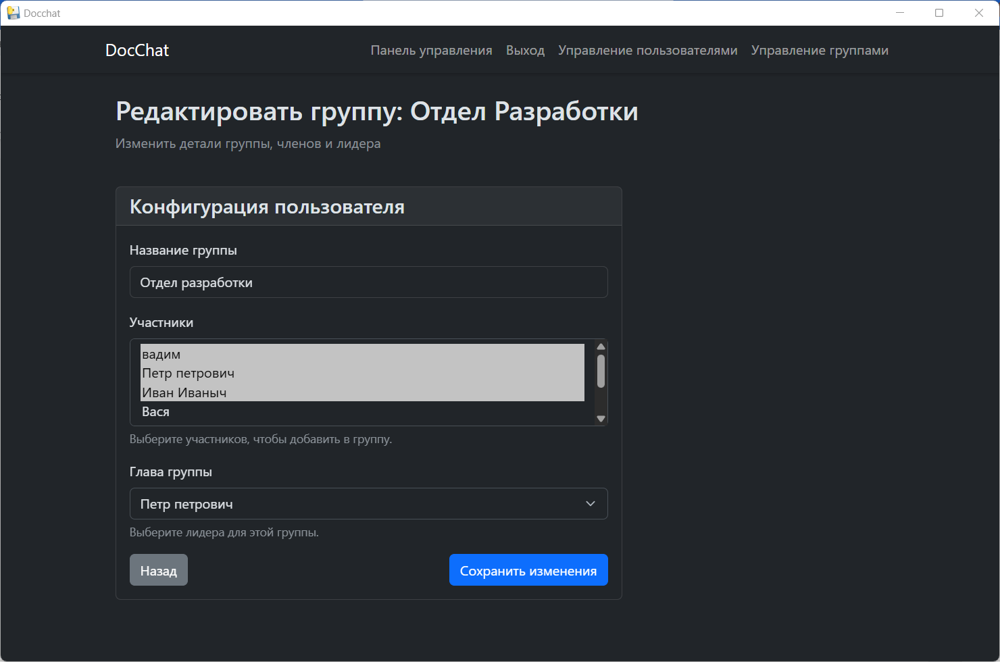 Docchat
DocChat
Панель управления Выход Управление пользователями Управление группами
Редактировать группу: Отдел Разработки
Изменить детали группы, членов и лидера
Конфигурация пользователя
Название группы
Отдел разработки
Участники
вадим
Петр петрович
Иван Иваныч
Вася
Выберите участников, чтобы добавить в группу.
Глава группы
Петр петрович
Выберите лидера для этой группы.
Назад Сохранить изменения